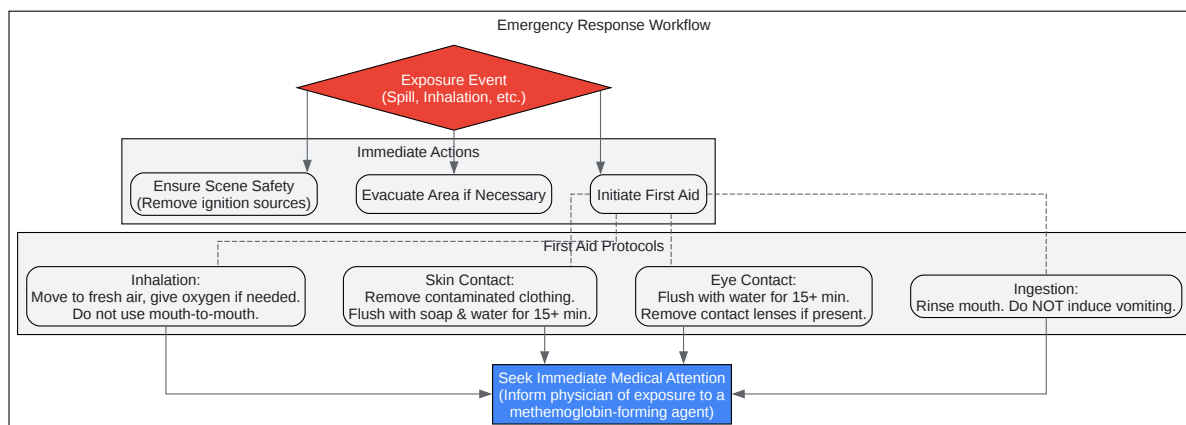 Emergency Response Workflow
Exposure Event
(Spill, Inhalation, etc.)
Immediate Actions
Ensure Scene Safety
(Remove ignition sources)
Evacuate Area if Necessary
Initiate First Aid
First Aid Protocols
Inhalation:
Move to fresh air, give oxygen if needed.
Do not use mouth-to-mouth.
Skin Contact:
Remove contaminated clothing.
Flush with soap & water for 15+ min.
Eye Contact:
Flush with water for 15+ min.
Remove contact lenses if present.
Ingestion:
Rinse mouth. Do NOT induce vomiting.
Seek Immediate Medical Attention
(Inform physician of exposure to a
methemoglobin-forming agent)